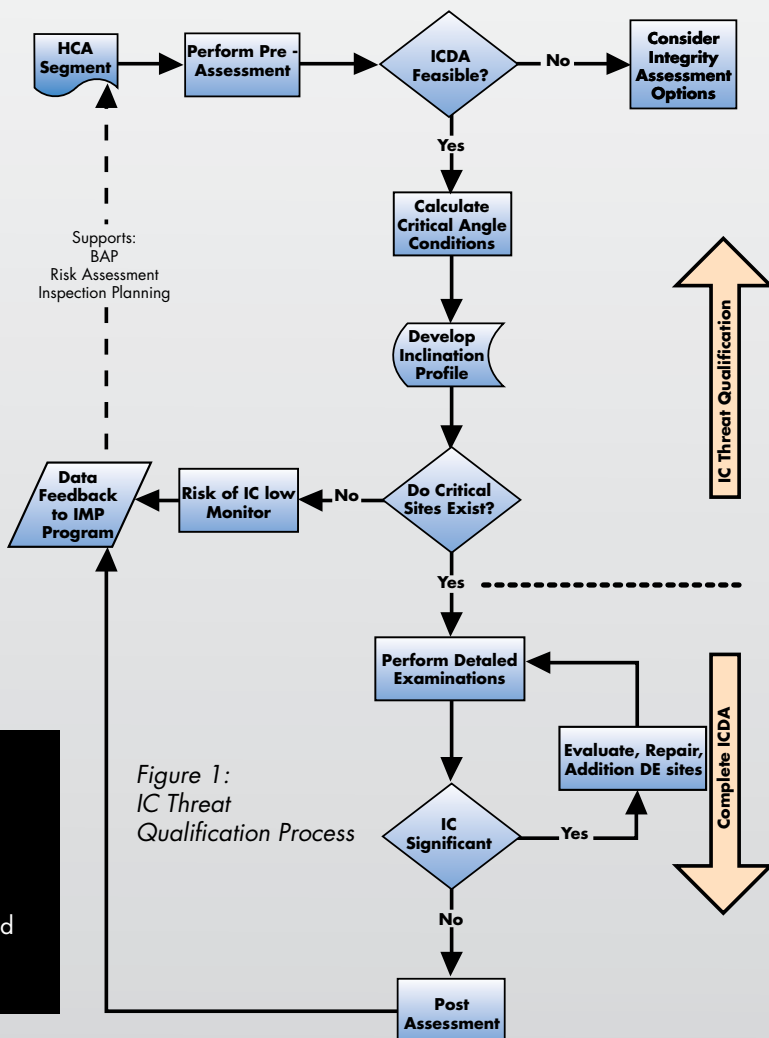 HCA
Segment
Perform Pre -
Assessment
ICDA
Feasible?
No
Consider
Integrity
Assessment
Options
Yes
Calculate
Critical Angle
Conditions
Supports:
BAP
Risk Assessment
Inspection Planning
Develop
Inclination
Profile
IC Threat Qualification
Data
Feedback
to IMP
Program
Risk of IC low
Monitor
No
Do Critical
Sites Exist?
Yes
Perform Detaled
Examinations
Evaluate, Repair,
Addition DE sites
Complete ICDA
Figure 1:
IC Threat
Qualification Process
IC
Significant
Yes
No
Post
Assessment